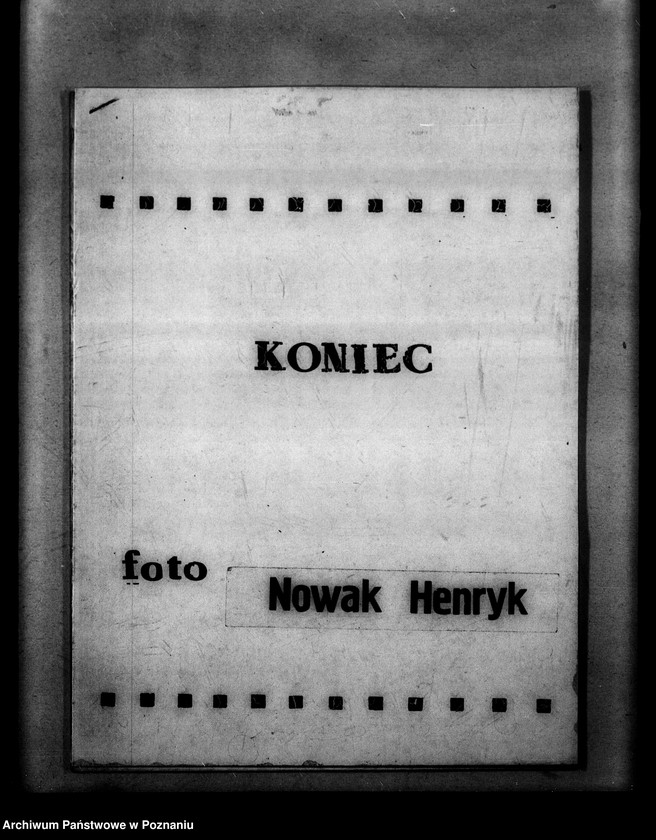 KONIEC
foto Nowak Henryk
Archiwum Państwowe w Poznaniu